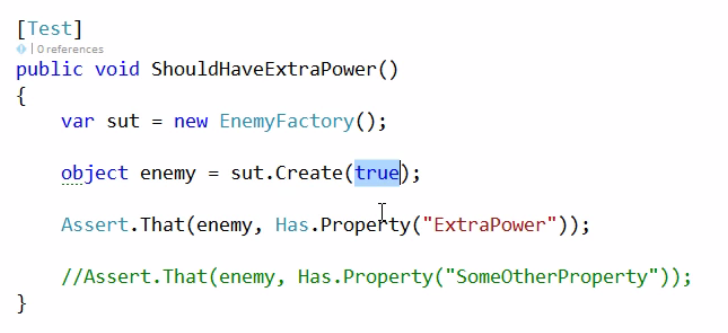 [Test]
| 0 references
public void ShouldHaveExtraPower()
{
var sut = new EnemyFactory();
object enemy = sut.Create(true);
Assert.That(enemy, Has.Property("ExtraPower"));
//Assert.That(enemy, Has.Property("SomeOtherProperty"));
}